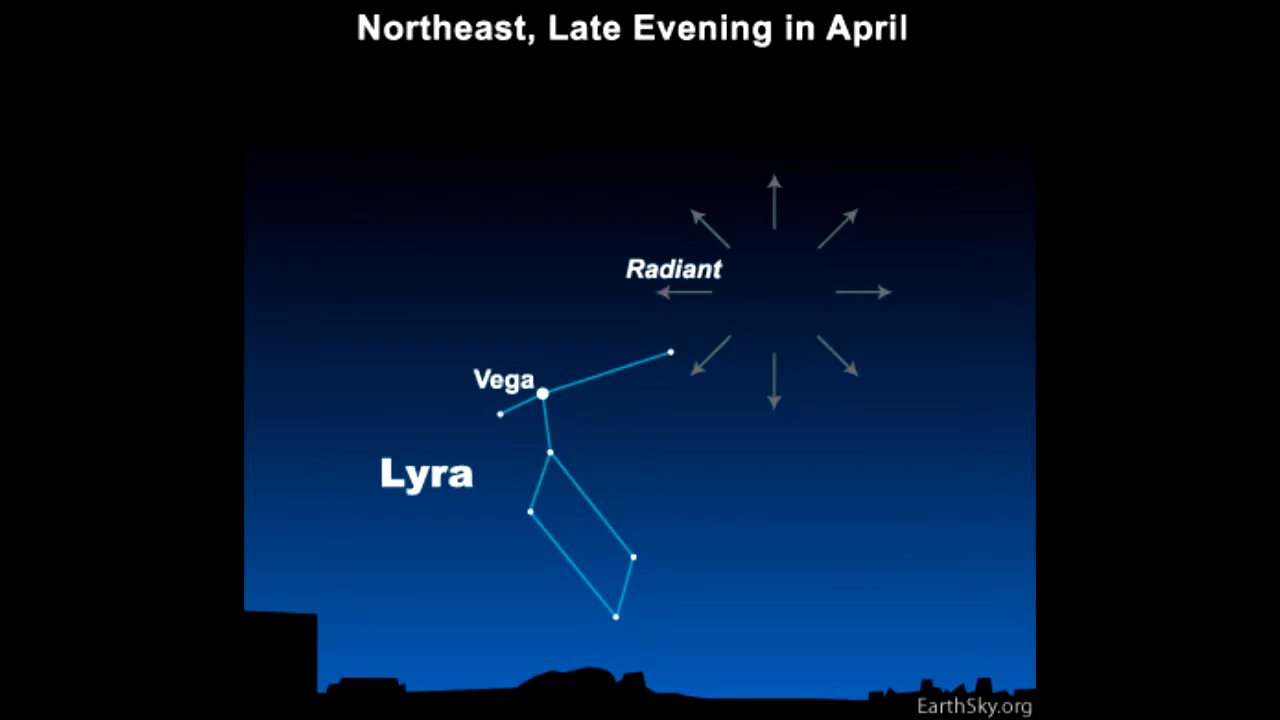 Northeast, Late Evening in April
Radiant
Vega
Lyra
EarthSky.org